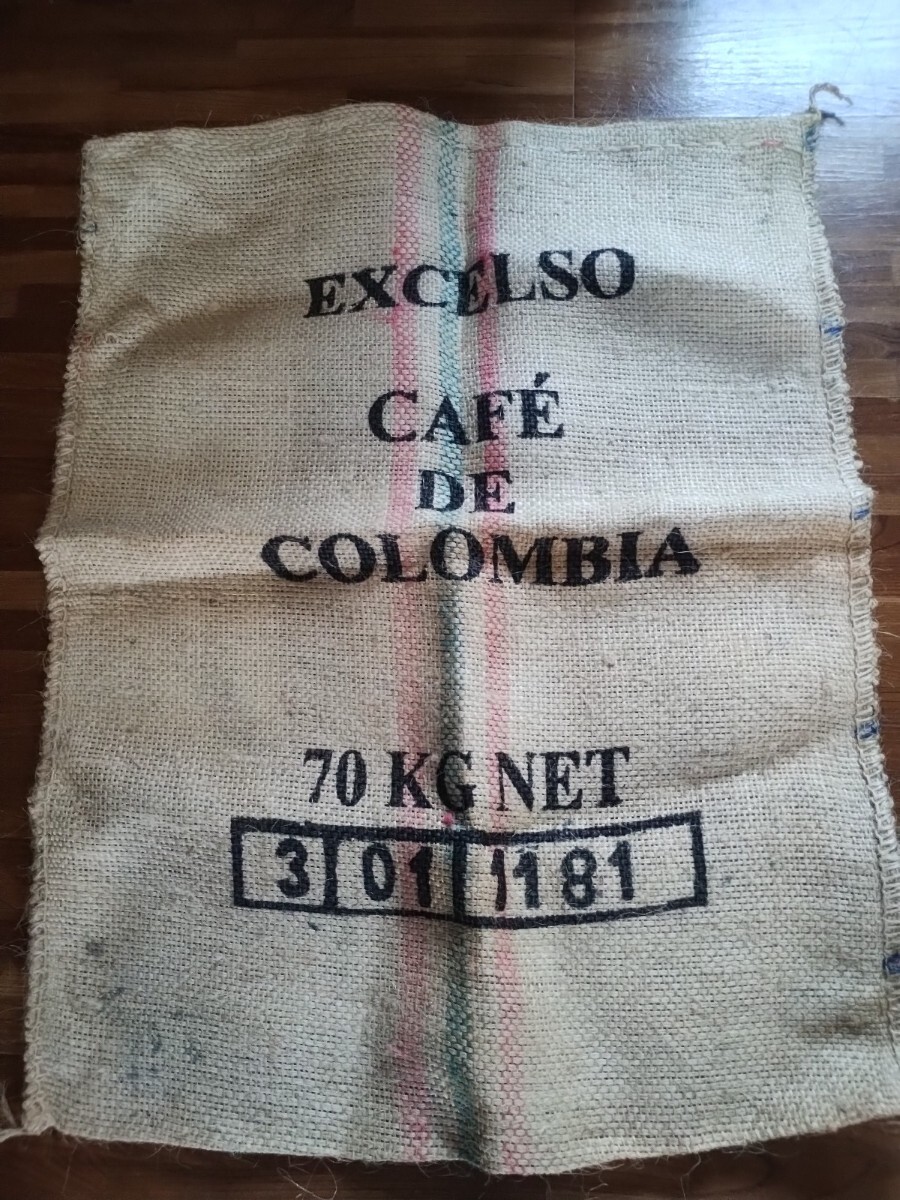 EXCELSO
CAFÉ
DE
COLOMBIA
70 KG NET
3 01 1181